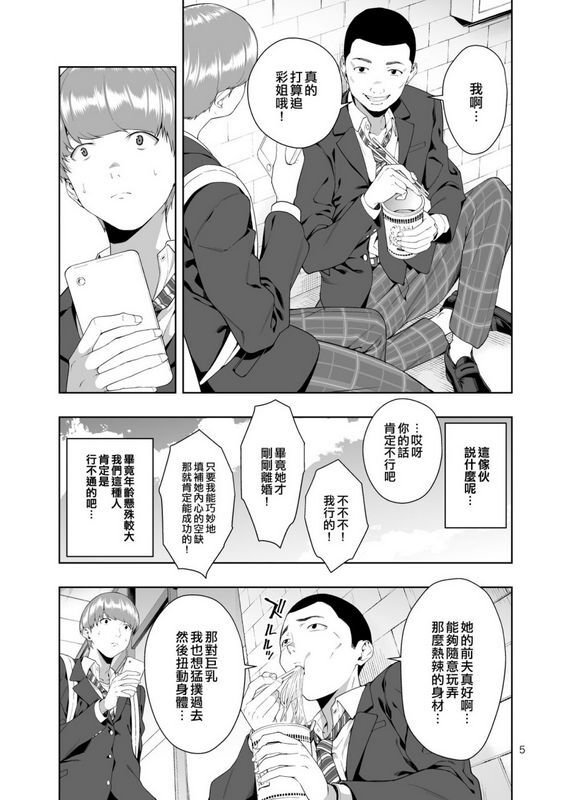 我啊⋯
真的
打算追
彩姐哦！
這傢伙
説什麼呢⋯
⋯哎呀
你的話
肯定不行吧
不不不！
我行的！
畢竟她才
剛剛離婚！
只要我能巧妙地
填補她內心的空缺
那就肯定能成功的！
畢竟年齡懸殊較大
我們這種人
肯定是
行不通的吧⋯
她的前夫真好啊⋯
能夠隨意玩弄
那麼熱辣的身材⋯
ズルルル
那對巨乳
我也想猛撲過去
然後扭動身體⋯
5